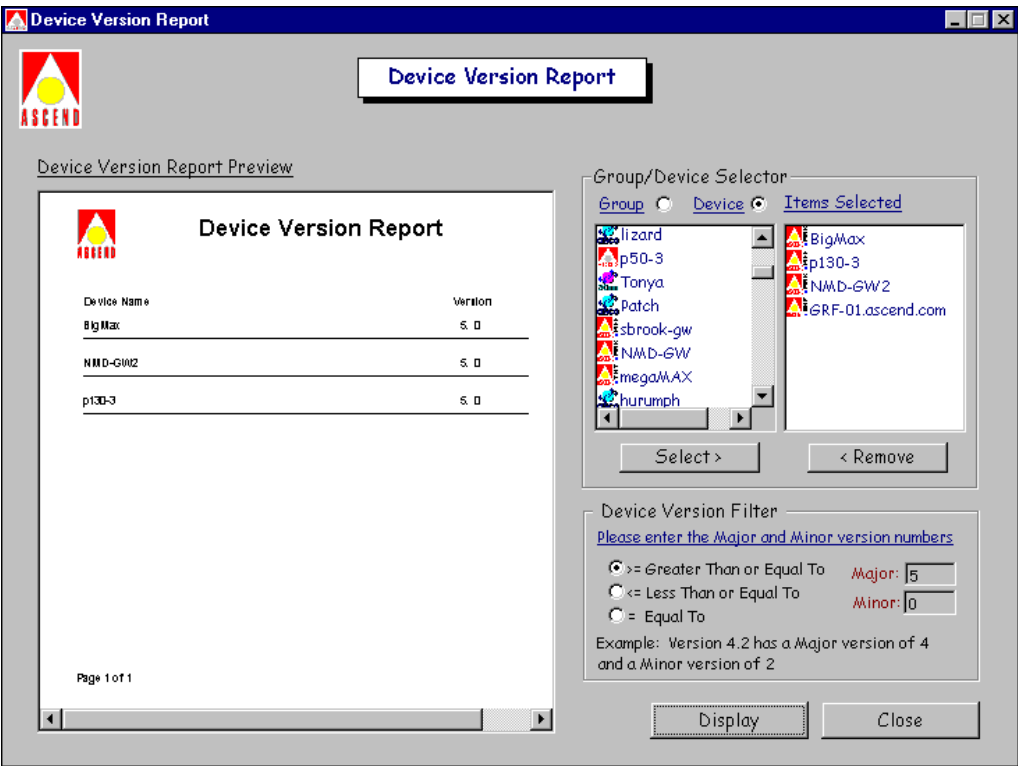 Device Version Report
Device Version Report
ASCEND
Device Version Report Preview
ASCEND
Device Version Report
Device Name Version
BigMax 5. 0
NMD-GW2 5. 0
p130-3 5. 0
Page 1 of 1
Group/Device Selector
Group Device Items Selected
lizard
p50-3
Tonya
Patch
sbrook-gw
NMD-GW
megaMAX
hurumph
BigMax
p130-3
NMD-GW2
GRF-01.ascend.com
Select >
< Remove
Device Version Filter
Please enter the Major and Minor version numbers
>= Greater Than or Equal To
<= Less Than or Equal To
= Equal To
Major: 5
Minor: 0
Example: Version 4.2 has a Major version of 4
and a Minor version of 2
Display
Close